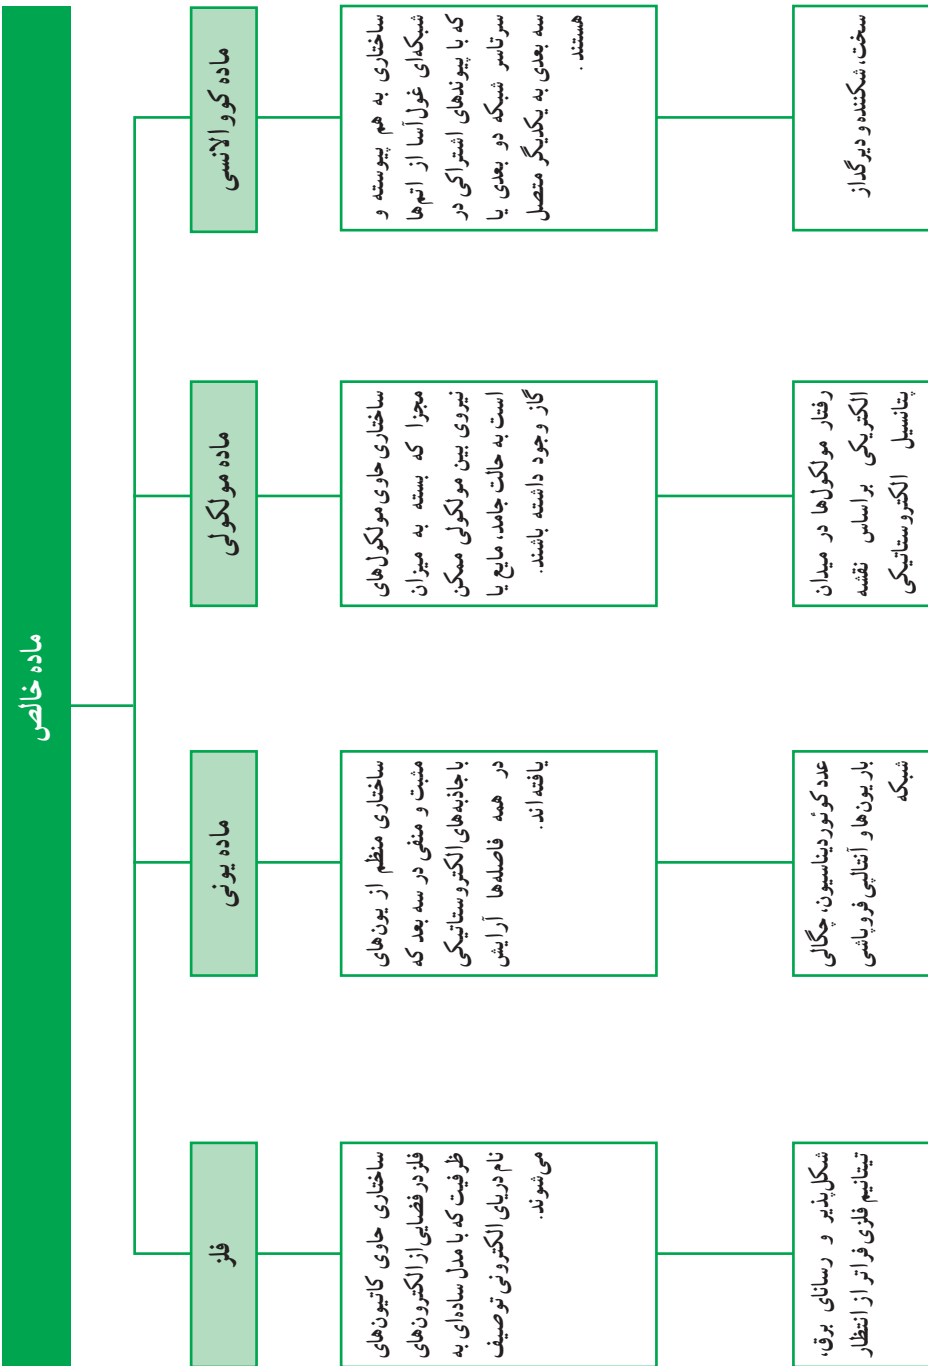 ماده خالص
ماده کووالانسی
ساختاری به هم پیوسته و
شبکه‌ای غول‌آسا از اتم‌ها
که با پیوندهای اشتراکی در
سرتاسر شبکه دو بعدی یا
سه بعدی به یکدیگر متصل
هستند .
سخت، شکننده و دیرگداز
ماده مولکولی
ساختاری حاوی مولکول‌های
مجزا که بسته به میزان
نیروی بین مولکولی ممکن
است به حالت جامد، مایع یا
گاز وجود داشته باشند.
رفتار مولکول‌ها در میدان
الکتریکی براساس نقشه
پتانسیل الکتروستاتیکی
ماده یونی
ساختاری منظم از یون‌های
مثبت و منفی در سه بعد که
با جاذبه‌های الکتروستاتیکی
در همه فاصله‌ها آرایش
یافته اند.
عدد کوئوردیناسیون، چگالی
بار یون‌ها و آنتالپی فروپاشی
شبکه
فلز
ساختاری حاوی کاتیون‌های
فلز در فضایی از الکترون‌های
ظرفیت که با مدل ساده‌ای به
نام دریای الکترونی توصیف
می‌شوند.
شکل‌پذیر و رسانای برق،
تیتانیم فلزی فراتر از انتظار